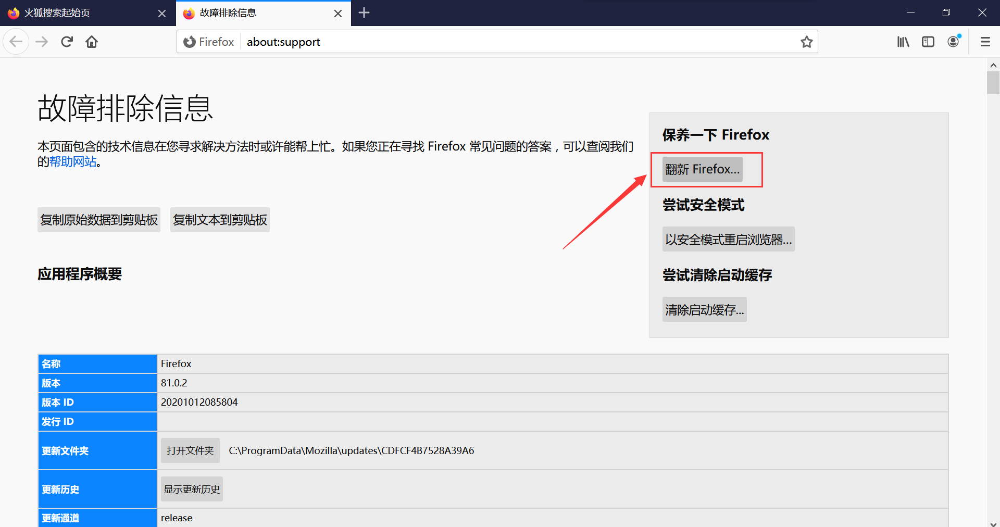 火狐搜索起始页
故障排除信息
Firefox
about:support
故障排除信息
本页面包含的技术信息在您寻求解决方法时或许能帮上忙。如果您正在寻找 Firefox 常见问题的答案，可以查阅我们
的帮助网站。
复制原始数据到剪贴板
复制文本到剪贴板
保养一下 Firefox
翻新 Firefox...
尝试安全模式
以安全模式重启浏览器...
尝试清除启动缓存
清除启动缓存...
应用程序概要
名称 Firefox
版本 81.0.2
版本 ID 20201012085804
发行 ID
更新文件夹 打开文件夹 C:\ProgramData\Mozilla\updates\CDFCF4B7528A39A6
更新历史 显示更新历史
更新通道 release